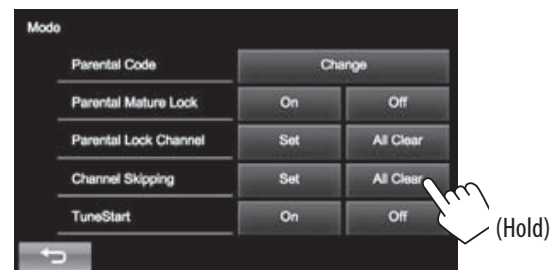 Mode
Parental Code Change
Parental Mature Lock On Off
Parental Lock Channel Set All Clear
Channel Skipping Set All Clear
TuneStart On Off
(Hold)